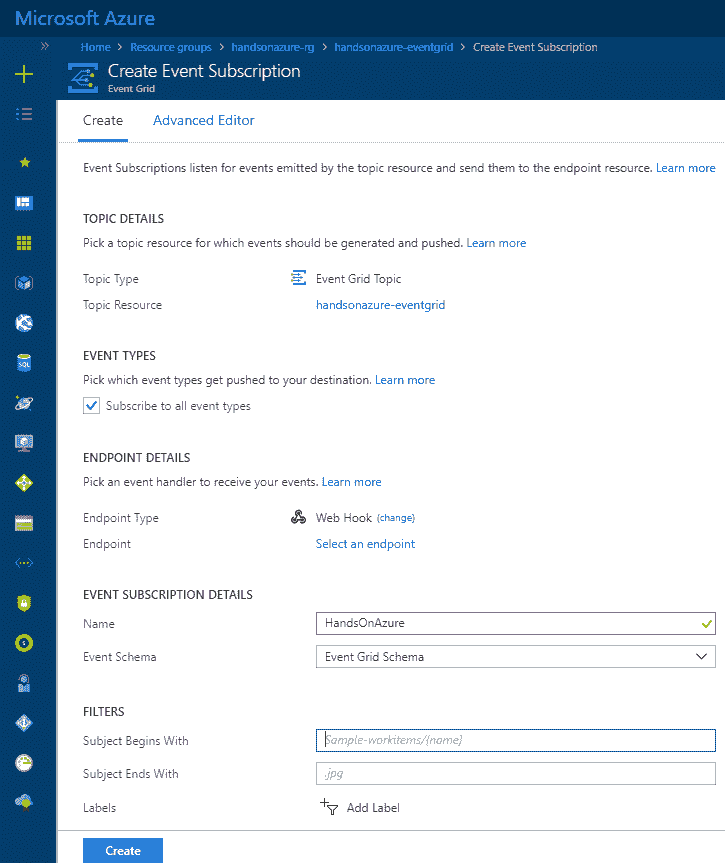 Microsoft Azure
» Home > Resource groups > handsonazure-rg > handsonazure-eventgrid > Create Event Subscription
Create Event Subscription
Event Grid
Create Advanced Editor
Event Subscriptions listen for events emitted by the topic resource and send them to the endpoint resource. Learn more
TOPIC DETAILS
Pick a topic resource for which events should be generated and pushed. Learn more
Topic Type Event Grid Topic
Topic Resource handsonazure-eventgrid
EVENT TYPES
Pick which event types get pushed to your destination. Learn more
Subscribe to all event types
ENDPOINT DETAILS
Pick an event handler to receive your events. Learn more
Endpoint Type Web Hook (change)
Endpoint Select an endpoint
EVENT SUBSCRIPTION DETAILS
Name HandsOnAzure
Event Schema Event Grid Schema
FILTERS
Subject Begins With Sample-workitems/{name}
Subject Ends With .jpg
Labels Add Label
Create
SQL